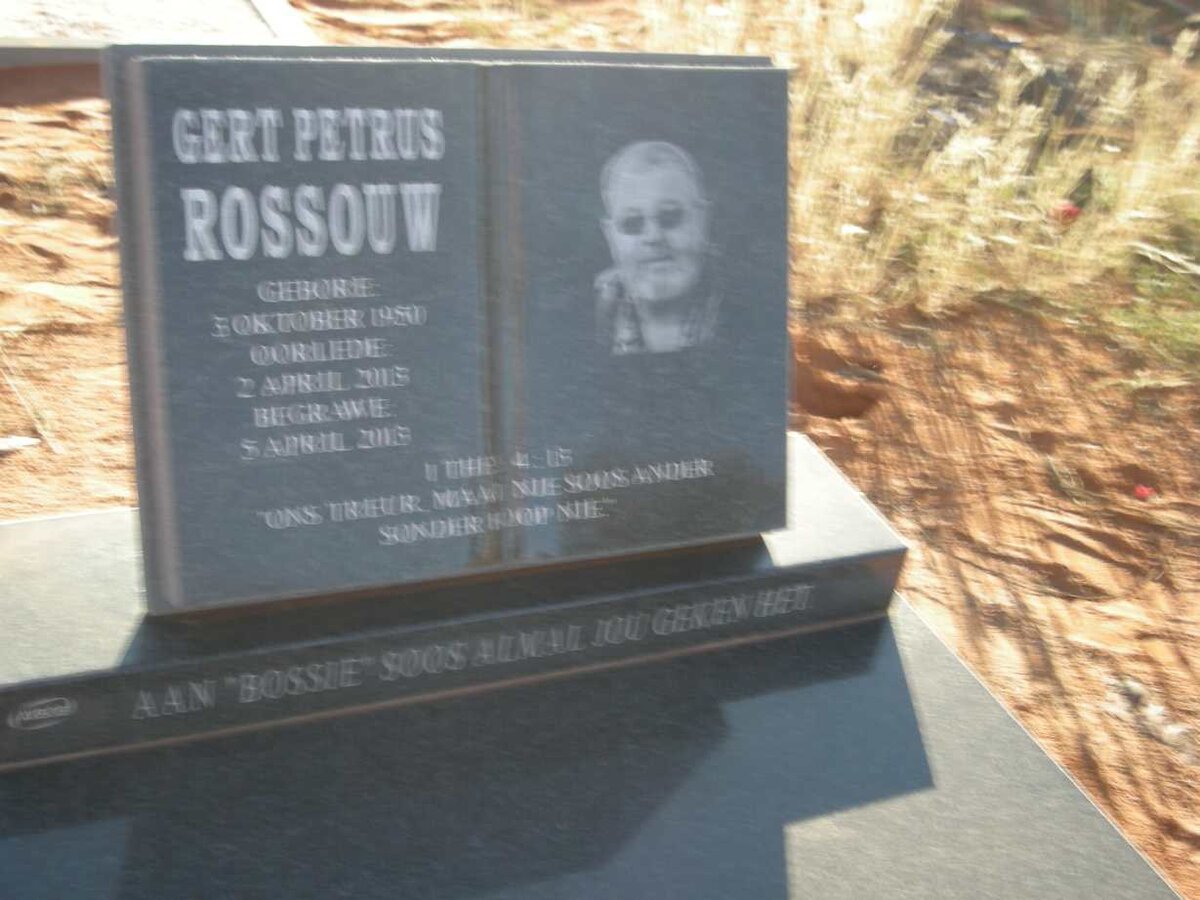 GERT PETRUS
ROSSOUW
GEBORE:
3 OKTOBER 1950
OORLEDE:
2 APRIL 2013
BEGRAWE:
5 APRIL 2013
1 THES 4:13
"ONS TREUR, MAAR NIE SOOS ANDER
SONDER HOOP NIE."
AAN "BOSSIE" SOOS ALMAL JOU GEKEN HET